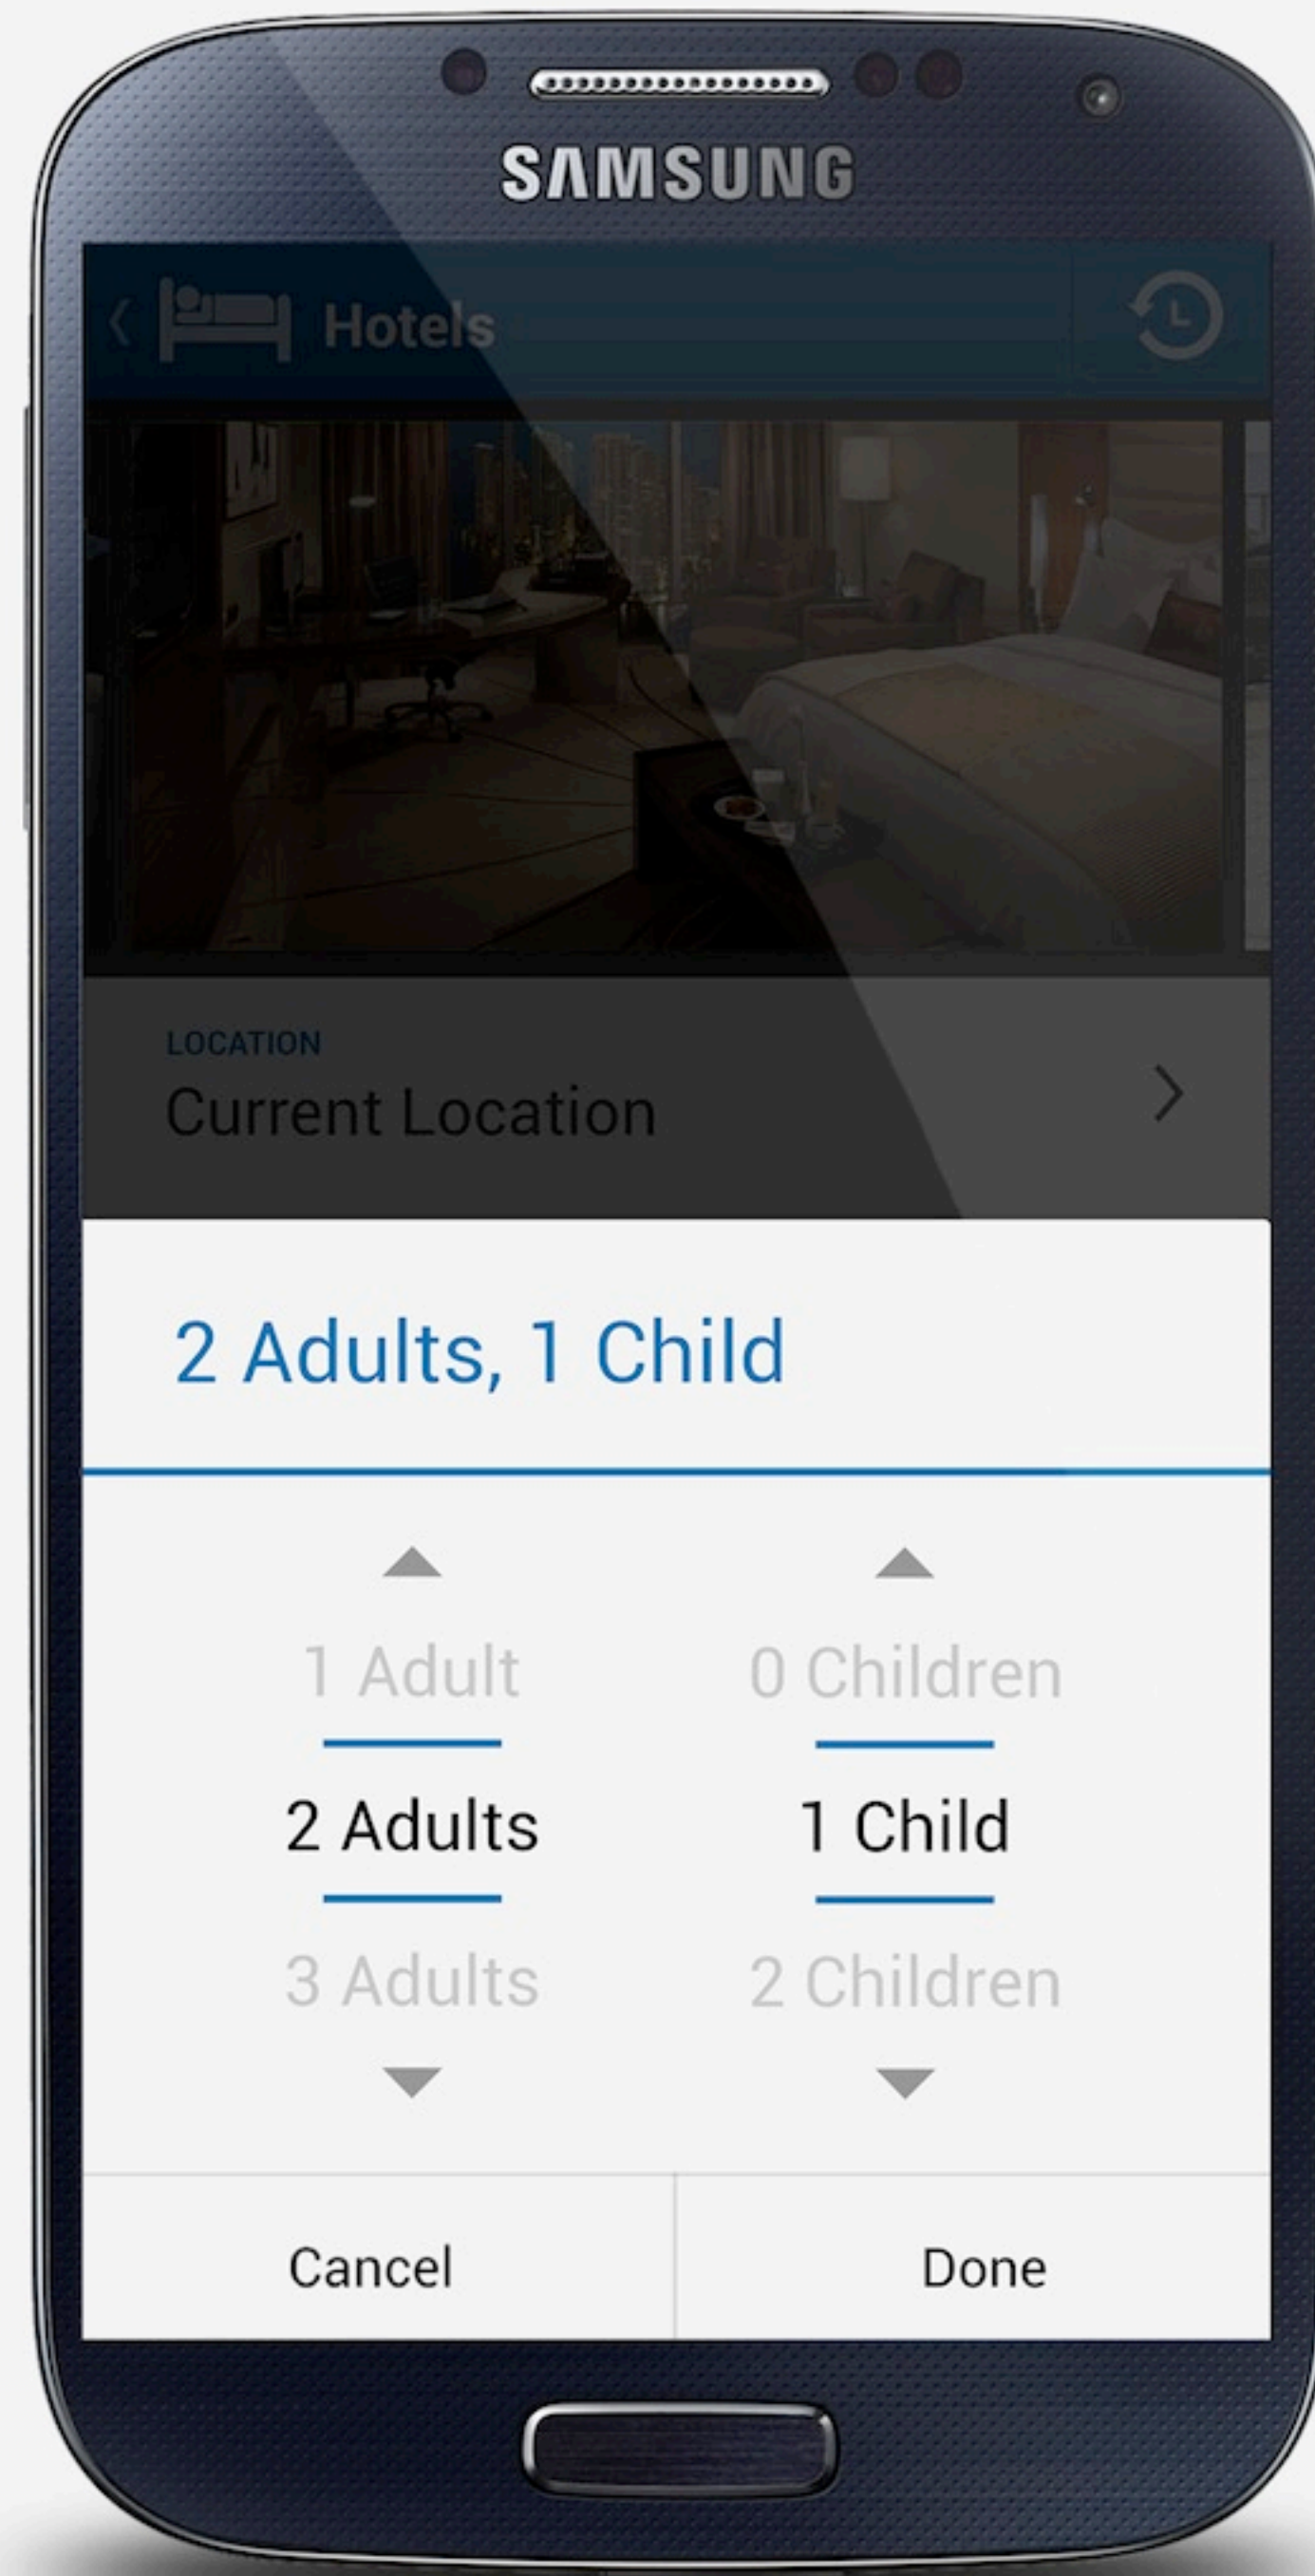 SAMSUNG
Hotels
LOCATION
Current Location
2 Adults, 1 Child
1 Adult
0 Children
2 Adults
1 Child
3 Adults
2 Children
Cancel
Done